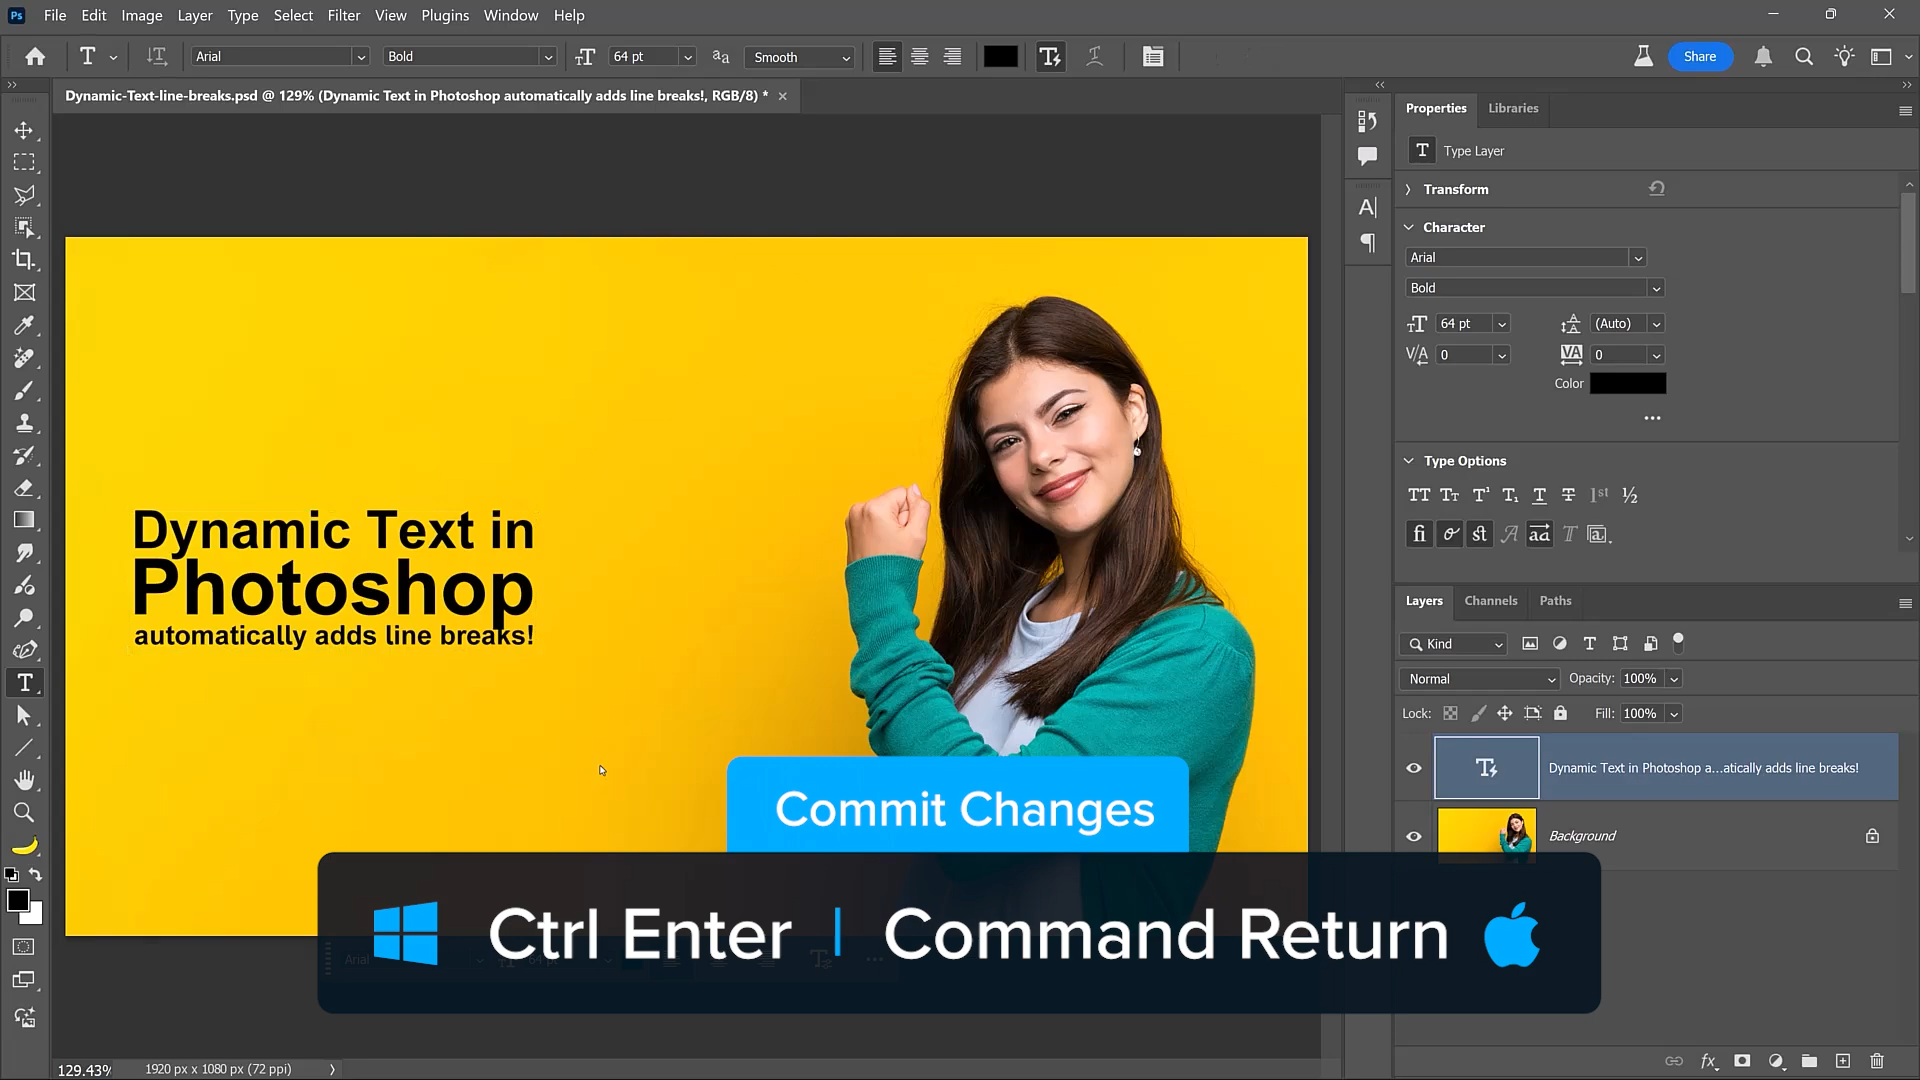 Ps File Edit Image Layer Type Select Filter View Plugins Window Help
T Arial Bold 64 pt aa Smooth Share
Dynamic-Text-line-breaks.psd @ 129% (Dynamic Text in Photoshop automatically adds line breaks!, RGB/8) *
Properties Libraries
T Type Layer
Transform
Character
Arial
Bold
64 pt (Auto)
0 0
Color
Type Options
Dynamic Text in
Photoshop
automatically adds line breaks!
Layers Channels Paths
Kind
Normal Opacity: 100%
Lock: Fill: 100%
Dynamic Text in Photoshop a...atically adds line breaks!
Background
Commit Changes
Ctrl Enter | Command Return
129.43% 1920 px x 1080 px (72 ppi)